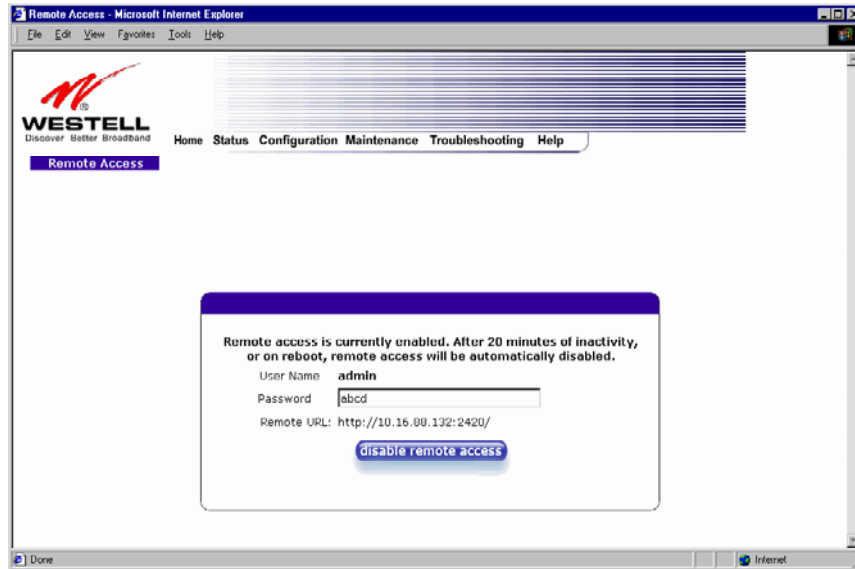 Remote Access - Microsoft Internet Explorer
File Edit View Favorites Tools Help
WESTELL
®
Discover Better Broadband
Home Status Configuration Maintenance Troubleshooting Help
Remote Access
Remote access is currently enabled. After 20 minutes of inactivity,
or on reboot, remote access will be automatically disabled.
User Name admin
Password abcd
Remote URL: http://10.16.88.132:2420/
disable remote access
Done
Internet